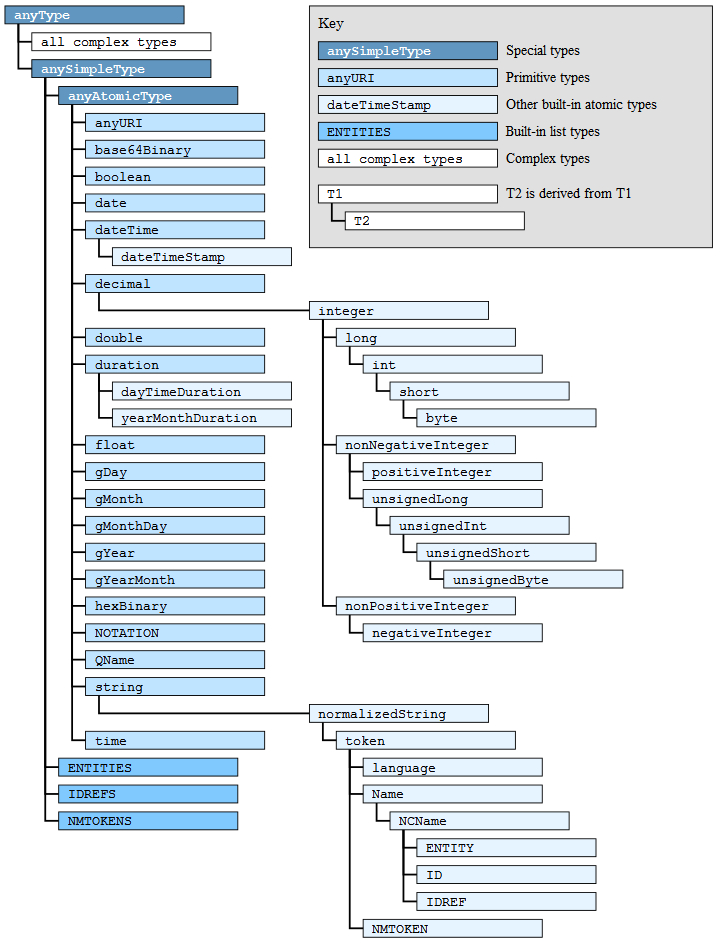 anyType
all complex types
anySimpleType
anyAtomicType
anyURI
base64Binary
boolean
date
dateTime
dateTimeStamp
decimal
integer
long
int
short
byte
nonNegativeInteger
positiveInteger
unsignedLong
unsignedInt
unsignedShort
unsignedByte
nonPositiveInteger
negativeInteger
double
duration
dayTimeDuration
yearMonthDuration
float
gDay
gMonth
gMonthDay
gYear
gYearMonth
hexBinary
NOTATION
QName
string
normalizedString
token
language
Name
NCName
ENTITY
ID
IDREF
NMTOKEN
time
ENTITIES
IDREFS
NMTOKENS
Key
anySimpleType Special types
anyURI Primitive types
dateTimeStamp Other built-in atomic types
ENTITIES Built-in list types
all complex types Complex types
T1 T2 is derived from T1
T2